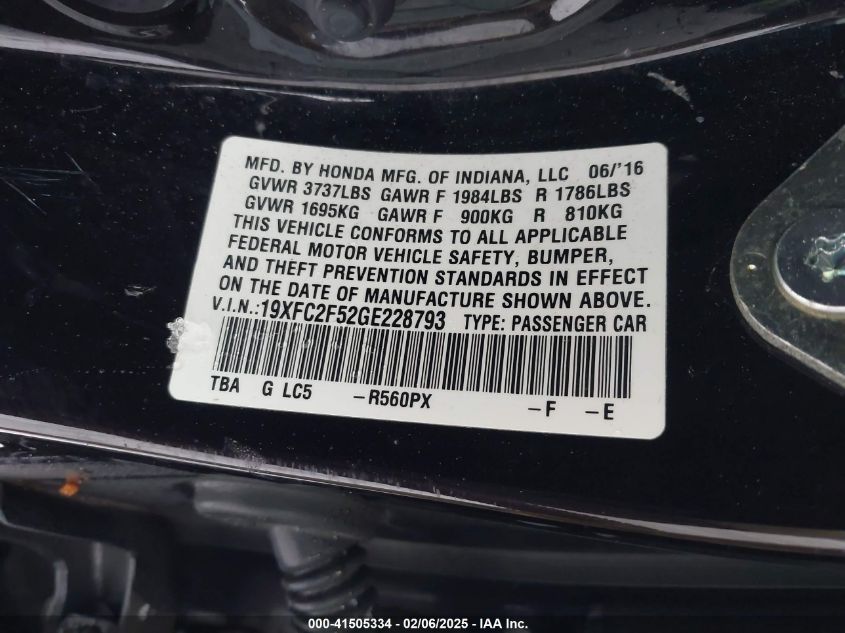 MFD. BY HONDA MFG. OF INDIANA, LLC 06/'16
GVWR 3737LBS GAWR F 1984LBS R 1786LBS
GVWR 1695KG GAWR F 900KG R 810KG
THIS VEHICLE CONFORMS TO ALL APPLICABLE
FEDERAL MOTOR VEHICLE SAFETY, BUMPER,
AND THEFT PREVENTION STANDARDS IN EFFECT
ON THE DATE OF MANUFACTURE SHOWN ABOVE.
V.I.N.:19XFC2F52GE228793 TYPE: PASSENGER CAR
TBA G LC5 -R560PX -F -E
000-41505334 - 02/06/2025 - IAA Inc.